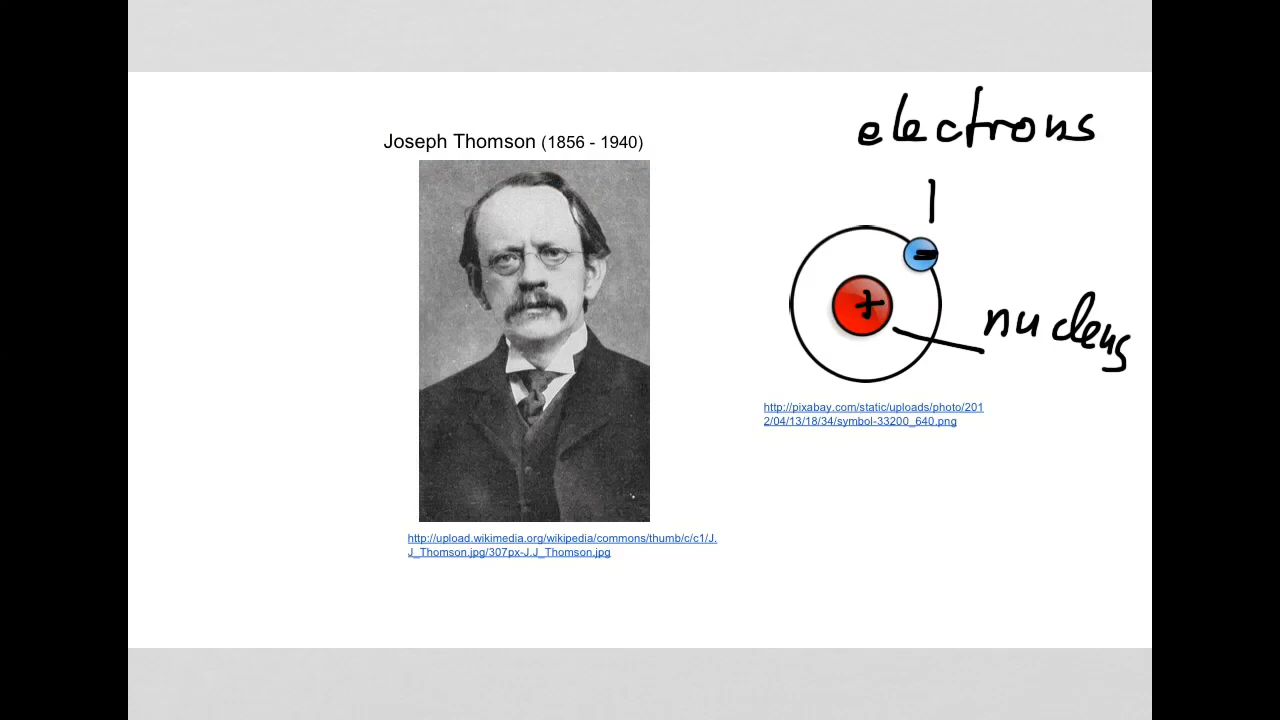 electrons
Joseph Thomson (1856 - 1940)
-
+
nucleus
http://pixabay.com/static/uploads/photo/201
2/04/13/18/34/symbol-33200_640.png
http://upload.wikimedia.org/wikipedia/commons/thumb/c/c1/J.
J_Thomson.jpg/307px-J.J_Thomson.jpg